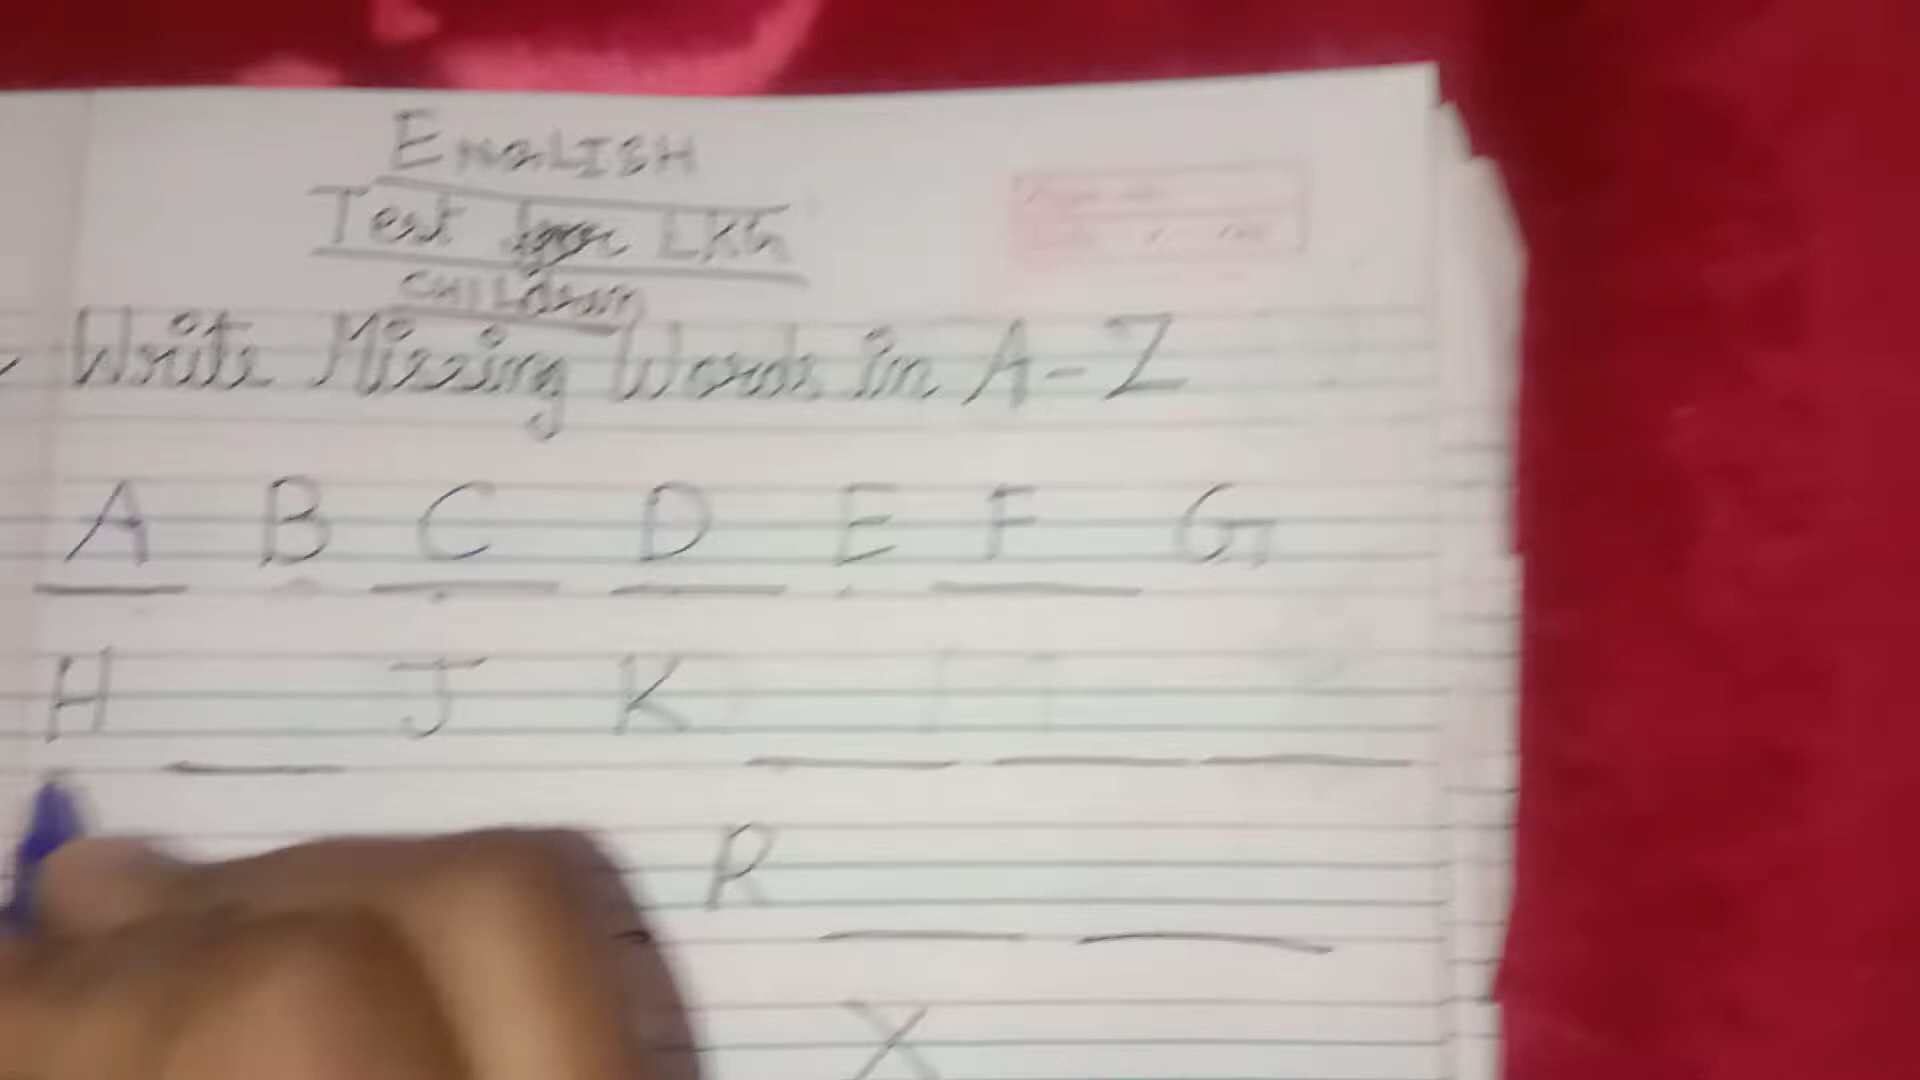 ENGLISH
Test for LKG
CHILdren
Write Missing Words in A-Z
A B C D E F G
H J K
R
X